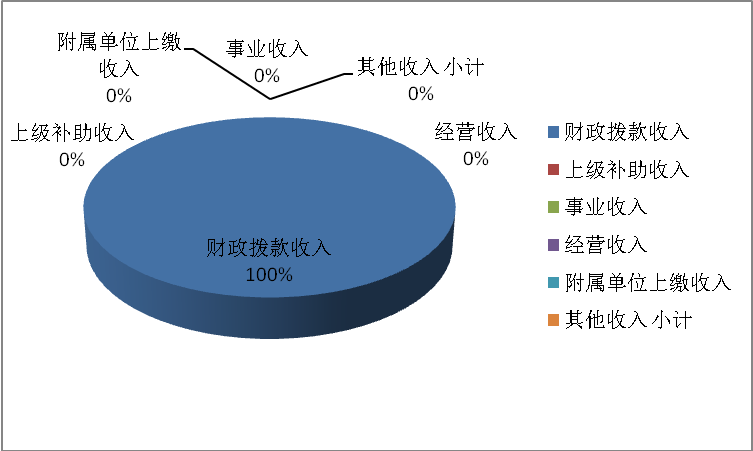 附属单位上缴
收入
0%
事业收入
0%
其他收入 小计
0%
上级补助收入
0%
经营收入
0%
财政拨款收入
100%
财政拨款收入
上级补助收入
事业收入
经营收入
附属单位上缴收入
其他收入 小计